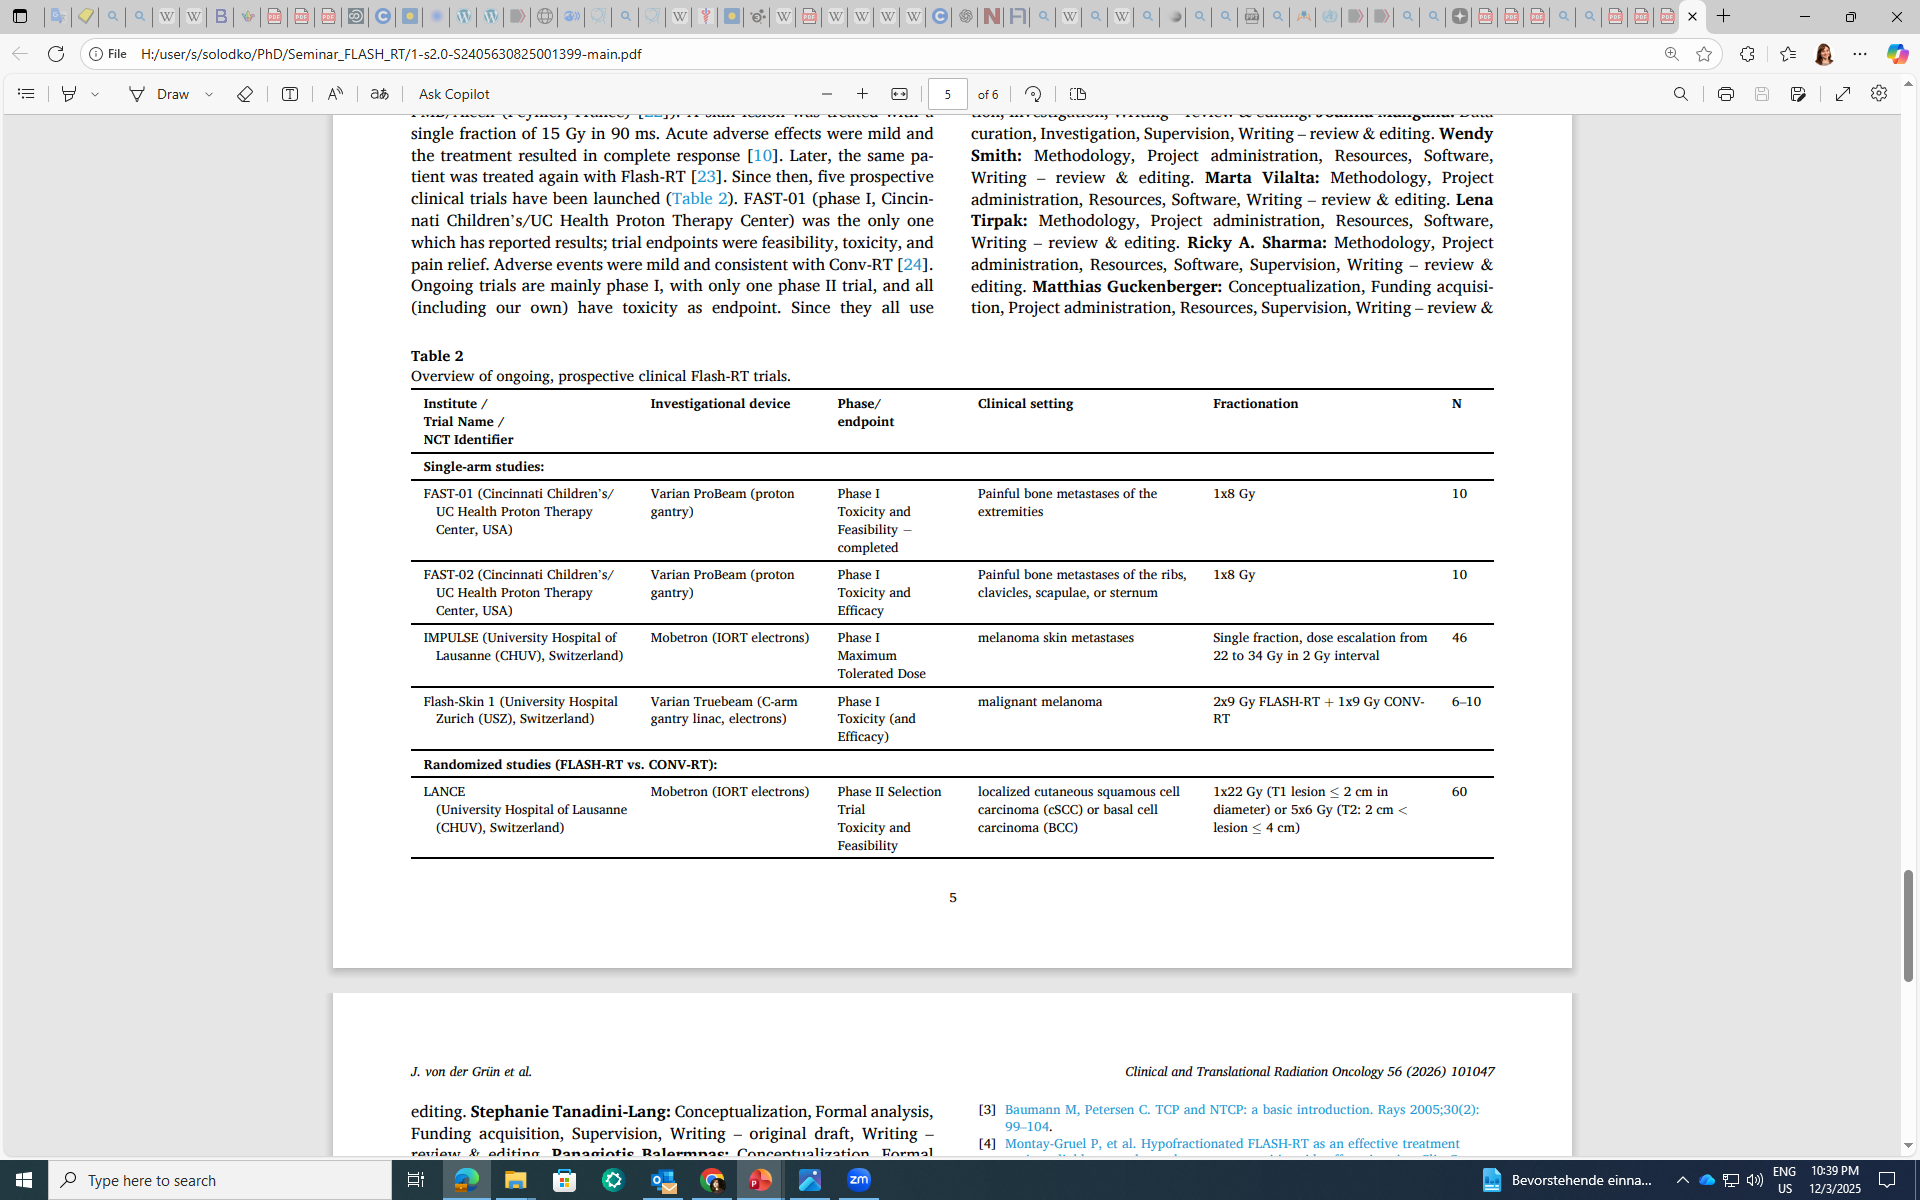 File H:/user/s/solodko/PhD/Seminar_FLASH_RT/1-s2.0-S2405630825001399-main.pdf
Draw
Ask Copilot
5 of 6
single fraction of 15 Gy in 90 ms. Acute adverse effects were mild and
the treatment resulted in complete response [10]. Later, the same pa-
tient was treated again with Flash-RT [23]. Since then, five prospective
clinical trials have been launched (Table 2). FAST-01 (phase I, Cincin-
nati Children's/UC Health Proton Therapy Center) was the only one
which has reported results; trial endpoints were feasibility, toxicity, and
pain relief. Adverse events were mild and consistent with Conv-RT [24].
Ongoing trials are mainly phase I, with only one phase II trial, and all
(including our own) have toxicity as endpoint. Since they all use
curation, Investigation, Supervision, Writing – review & editing. Wendy
Smith: Methodology, Project administration, Resources, Software,
Writing – review & editing. Marta Vilalta: Methodology, Project
administration, Resources, Software, Writing – review & editing. Lena
Tirpak: Methodology, Project administration, Resources, Software,
Writing – review & editing. Ricky A. Sharma: Methodology, Project
administration, Resources, Software, Supervision, Writing – review &
editing. Matthias Guckenberger: Conceptualization, Funding acquisi-
tion, Project administration, Resources, Supervision, Writing – review &
Table 2
Overview of ongoing, prospective clinical Flash-RT trials.
Institute /
Trial Name /
NCT Identifier
Investigational device
Phase/
endpoint
Clinical setting
Fractionation
N
Single-arm studies:
FAST-01 (Cincinnati Children's/
UC Health Proton Therapy
Center, USA)
Varian ProBeam (proton
gantry)
Phase I
Toxicity and
Feasibility –
completed
Painful bone metastases of the
extremities
1x8 Gy
10
FAST-02 (Cincinnati Children's/
UC Health Proton Therapy
Center, USA)
Varian ProBeam (proton
gantry)
Phase I
Toxicity and
Efficacy
Painful bone metastases of the ribs,
clavicles, scapulae, or sternum
1x8 Gy
10
IMPULSE (University Hospital of
Lausanne (CHUV), Switzerland)
Mobetron (IORT electrons)
Phase I
Maximum
Tolerated Dose
melanoma skin metastases
Single fraction, dose escalation from
22 to 34 Gy in 2 Gy interval
46
Flash-Skin 1 (University Hospital
Zurich (USZ), Switzerland)
Varian Truebeam (C-arm
gantry linac, electrons)
Phase I
Toxicity (and
Efficacy)
malignant melanoma
2x9 Gy FLASH-RT + 1x9 Gy CONV-
RT
6–10
Randomized studies (FLASH-RT vs. CONV-RT):
LANCE
(University Hospital of Lausanne
(CHUV), Switzerland)
Mobetron (IORT electrons)
Phase II Selection
Trial
Toxicity and
Feasibility
localized cutaneous squamous cell
carcinoma (cSCC) or basal cell
carcinoma (BCC)
1x22 Gy (T1 lesion ≤ 2 cm in
diameter) or 5x6 Gy (T2: 2 cm <
lesion ≤ 4 cm)
60
5
J. von der Grün et al.
Clinical and Translational Radiation Oncology 56 (2026) 101047
editing. Stephanie Tanadini-Lang: Conceptualization, Formal analysis,
Funding acquisition, Supervision, Writing – original draft, Writing –
review & editing. Panagiotis Balermpas: Conceptualization, Formal
[3] Baumann M, Petersen C. TCP and NTCP: a basic introduction. Rays 2005;30(2):
99–104.
[4] Montay-Gruel P, et al. Hypofractionated FLASH-RT as an effective treatment
Type here to search
Bevorstehende einna...
ENG
US
10:39 PM
12/3/2025